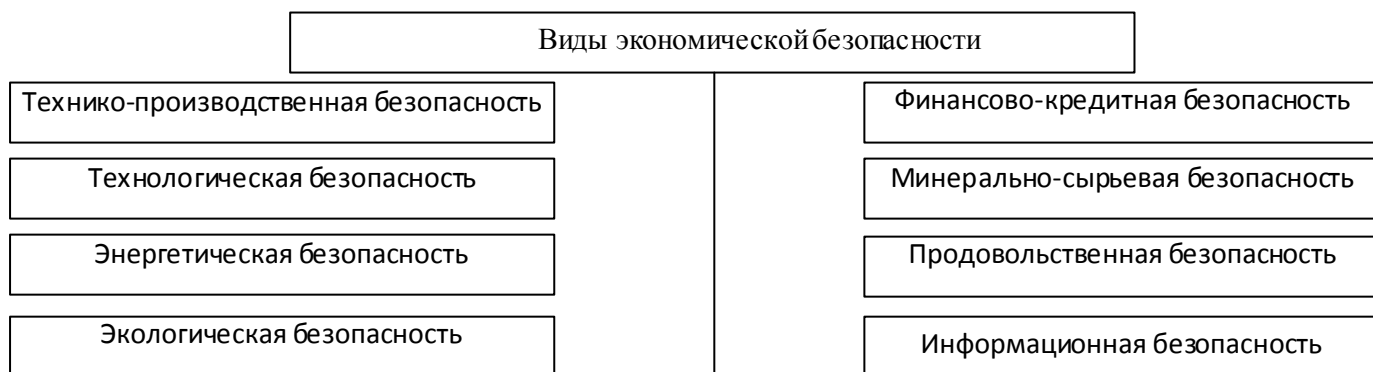 Виды экономической безопасности
Технико-производственная безопасность
Финансово-кредитная безопасность
Технологическая безопасность
Минерально-сырьевая безопасность
Энергетическая безопасность
Продовольственная безопасность
Экологическая безопасность
Информационная безопасность